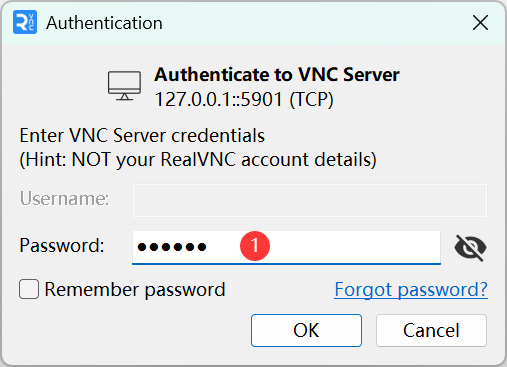 Authentication
Authenticate to VNC Server
127.0.0.1::5901 (TCP)
Enter VNC Server credentials
(Hint: NOT your RealVNC account details)
Username:
Password: ●●●●●● 1
Remember password Forgot password?
OK Cancel